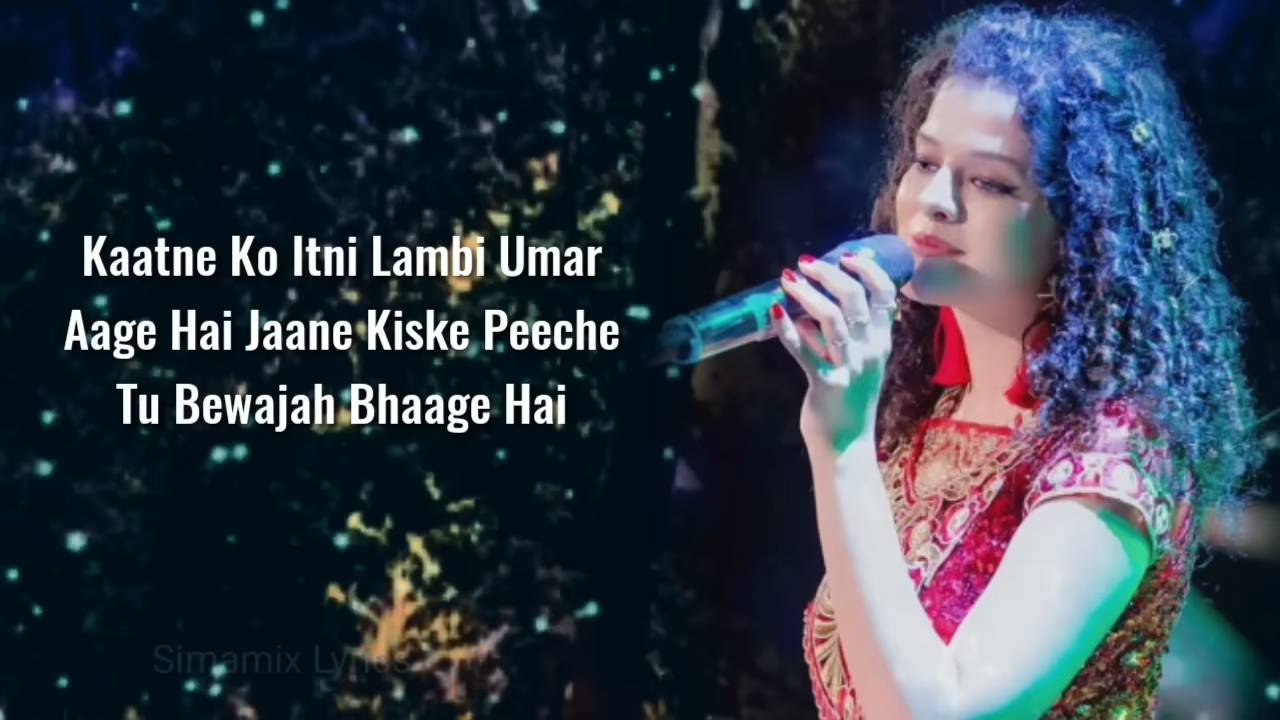 Kaatne Ko Itni Lambi Umar
Aage Hai Jaane Kiske Peeche
Tu Bewajah Bhaage Hai
Simamix Lyrics